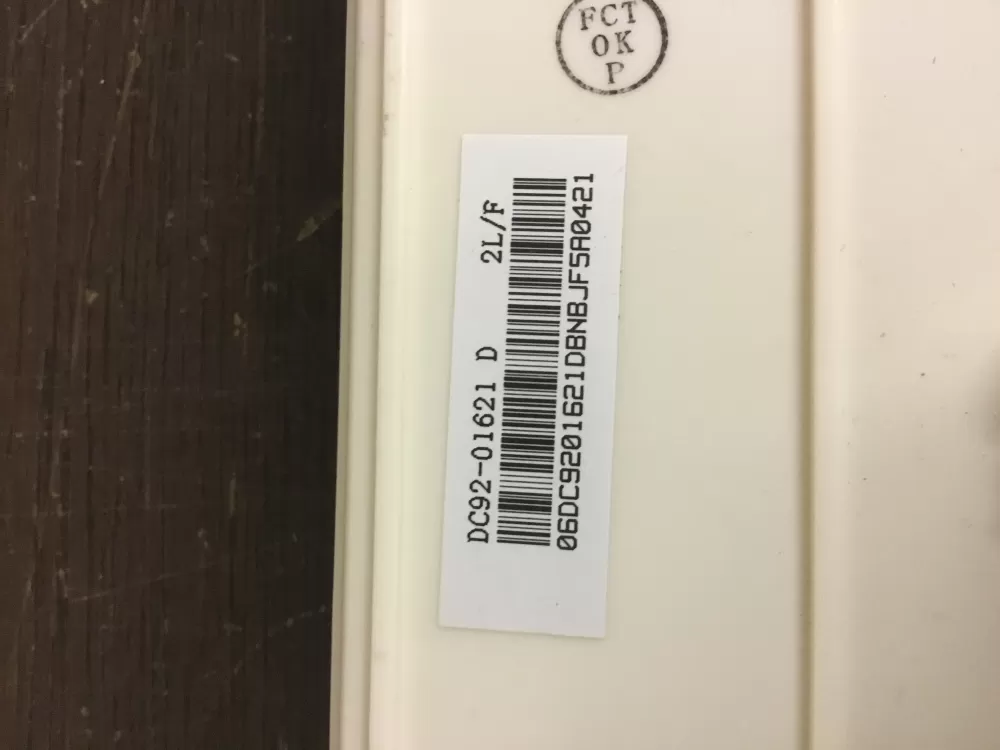 FCT
OK
P
DC92-01621 D 2L/F
06DC9201621DBNBJF5A0421